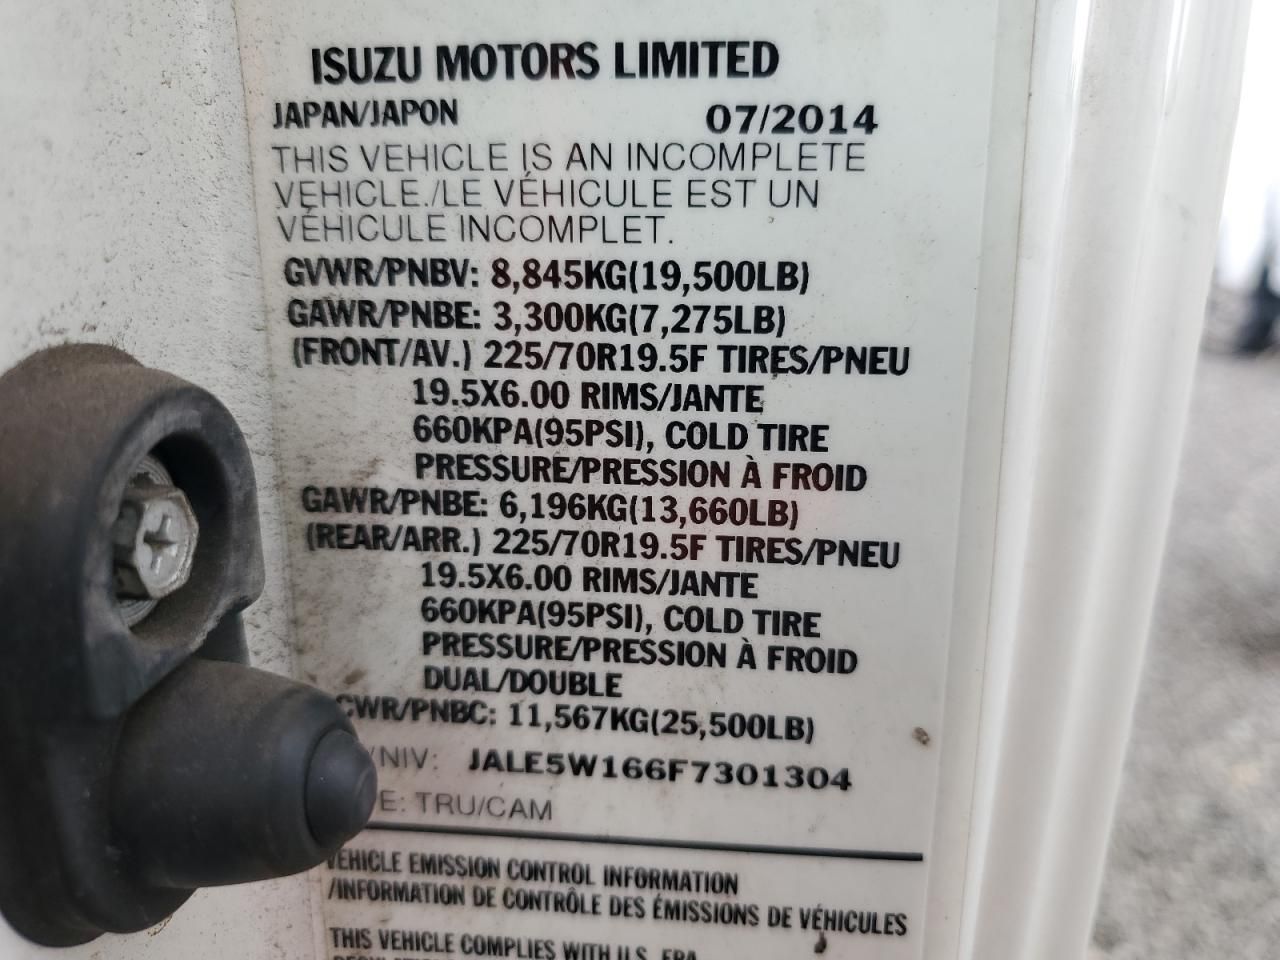 ISUZU MOTORS LIMITED
JAPAN/JAPON 07/2014
THIS VEHICLE IS AN INCOMPLETE
VEHICLE./LE VÉHICULE EST UN
VÉHICULE INCOMPLET.
GVWR/PNBV: 8,845KG(19,500LB)
GAWR/PNBE: 3,300KG(7,275LB)
(FRONT/AV.) 225/70R19.5F TIRES/PNEU
19.5X6.00 RIMS/JANTE
660KPA(95PSI), COLD TIRE
PRESSURE/PRESSION À FROID
GAWR/PNBE: 6,196KG(13,660LB)
(REAR/ARR.) 225/70R19.5F TIRES/PNEU
19.5X6.00 RIMS/JANTE
660KPA(95PSI), COLD TIRE
PRESSURE/PRESSION À FROID
DUAL/DOUBLE
CWR/PNBC: 11,567KG(25,500LB)
/NIV: JALE5W166F7301304
E: TRU/CAM
VEHICLE EMISSION CONTROL INFORMATION
/INFORMATION DE CONTRÔLE DES ÉMISSIONS DE VÉHICULES
THIS VEHICLE COMPLIES WITH U.S. EPA